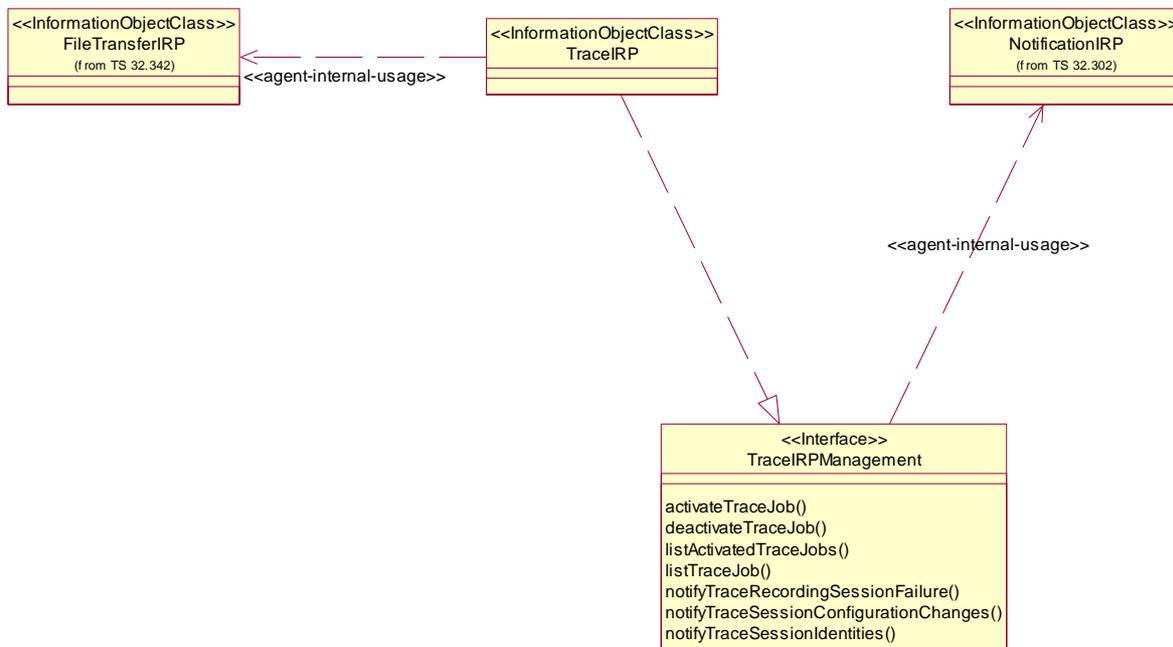 <<InformationObjectClass>>
FileTransferIRP
(from TS 32.342)
<<agent-internal-usage>>
<<InformationObjectClass>>
TraceIRP
<<InformationObjectClass>>
NotificationIRP
(from TS 32.302)
<<agent-internal-usage>>
<<Interface>>
TraceIRPManagement
activateTraceJob()
deactivateTraceJob()
listActivatedTraceJobs()
listTraceJob()
notifyTraceRecordingSessionFailure()
notifyTraceSessionConfigurationChanges()
notifyTraceSessionIdentities()